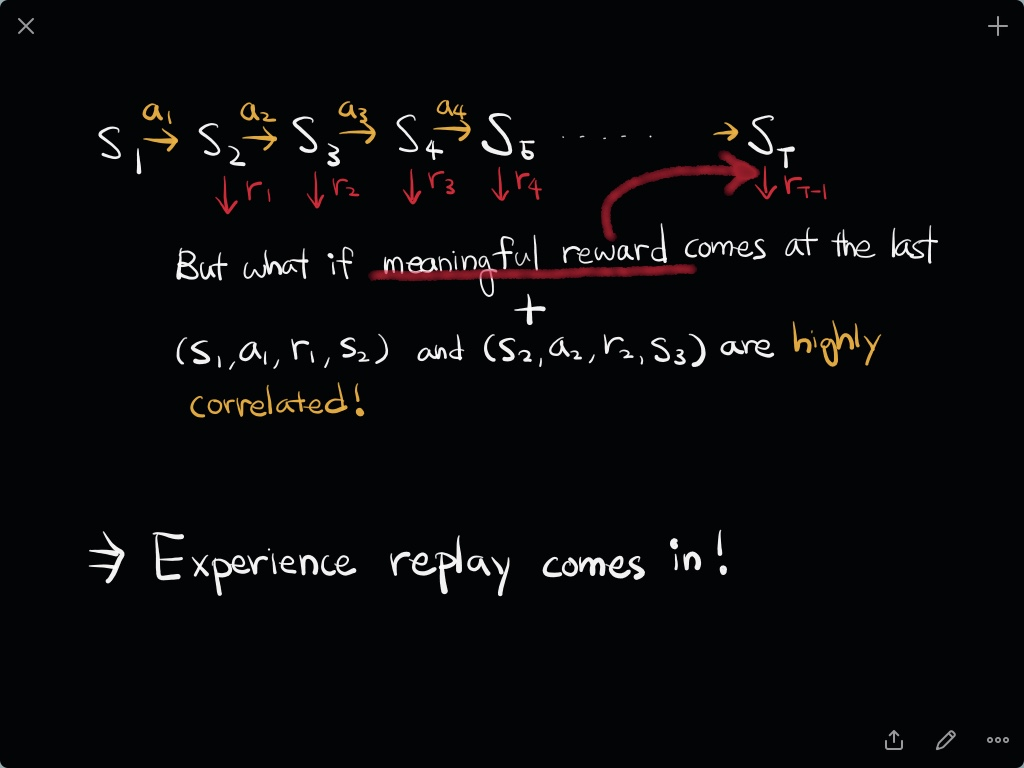 S₁ a₁→ S₂ a₂→ S₃ a₃→ S₄ a₄→ S₅ ..... → S_T
↓ r₁ ↓ r₂ ↓ r₃ ↓ r₄ ↓ r_T-1
But what if meaningful reward comes at the last
+
(S₁, a₁, r₁, S₂) and (S₂, a₂, r₂, S₃) are highly
correlated!
⇒ Experience replay comes in!